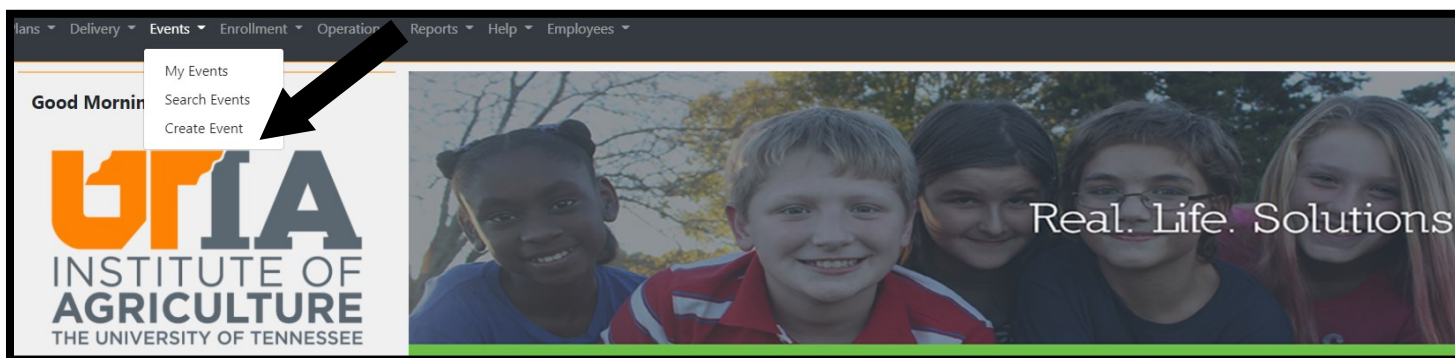 lans Delivery Events Enrollment Operation Reports Help Employees
My Events
Search Events
Create Event
Good Mornin
UTIA
INSTITUTE OF
AGRICULTURE
THE UNIVERSITY OF TENNESSEE
Real. Life. Solutions